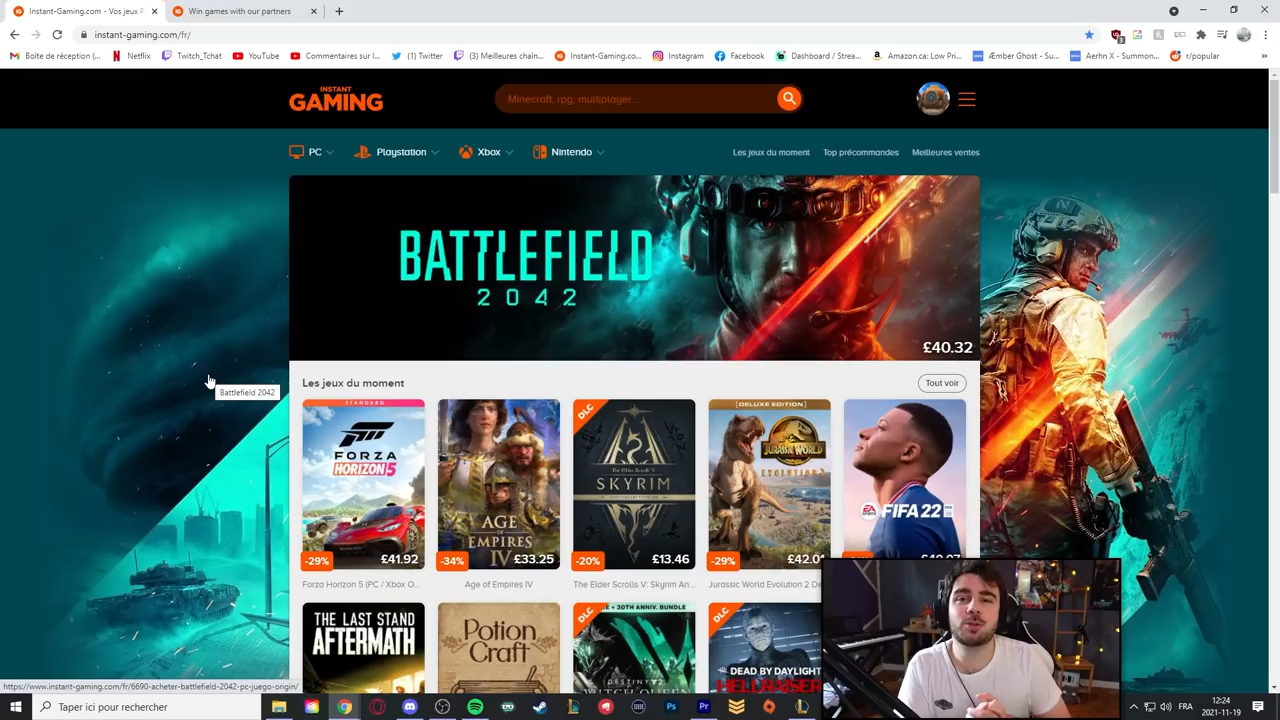 Instant-Gaming.com - Vos jeux P
Win games with our partners
instant-gaming.com/fr/
Boîte de réception (...
Netflix
Twitch_Tchat
YouTube
Commentaires sur l...
(1) Twitter
(3) Meilleures chaîn...
Instant-Gaming.co...
Instagram
Facebook
Dashboard / Strea...
Amazon.ca: Low Pri...
Æmber Ghost - Su...
Aerhn X - Summon...
r/popular
INSTANT
GAMING
Minecraft, rpg, multiplayer...
PC
Playstation
Xbox
Nintendo
Les jeux du moment
Top précommandes
Meilleures ventes
BATTLEFIELD
2042
£40.32
Battlefield 2042
Les jeux du moment
Tout voir
STANDARD
FORZA
HORIZON 5
-29%
£41.92
AGE
OF
EMPIRES
IV
-34%
£33.25
DLC
The Elder Scrolls V
SKYRIM
ANNIVERSARY UPGRADE
-20%
£13.46
[DELUXE EDITION]
JURASSIC WORLD
EVOLUTION 2
-29%
£42.01
EA SPORTS
FIFA 22
Forza Horizon 5 (PC / Xbox O...
Age of Empires IV
The Elder Scrolls V: Skyrim An...
Jurassic World Evolution 2 De
THE LAST STAND
AFTERMATH
Potion
Craft
DLC
+ 30TH ANNIV. BUNDLE
DESTINY 2
WITCH QUEEN
DLC
DEAD BY DAYLIGHT
HELLRAISER
https://www.instant-gaming.com/fr/6690-acheter-battlefield-2042-pc-juego-origin/
Taper ici pour rechercher
FRA
12:24
2021-11-19